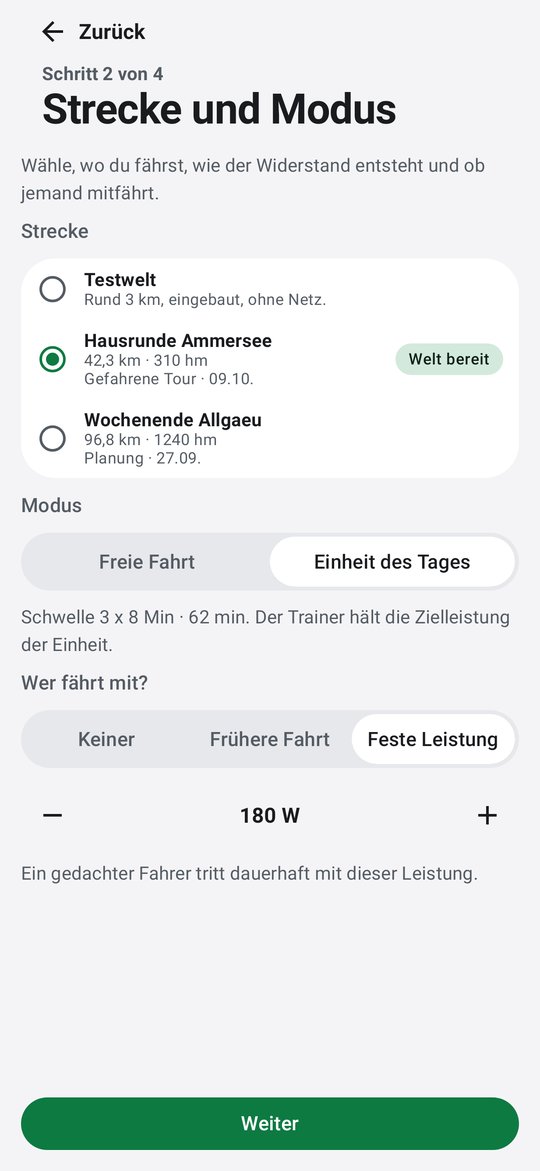 Zurück
Schritt 2 von 4
Strecke und Modus
Wähle, wo du fährst, wie der Widerstand entsteht und ob
jemand mitfährt.
Strecke
Testwelt
Rund 3 km, eingebaut, ohne Netz.
Hausrunde Ammersee
42,3 km · 310 hm
Gefahrene Tour · 09.10.
Welt bereit
Wochenende Allgaeu
96,8 km · 1240 hm
Planung · 27.09.
Modus
Freie Fahrt
Einheit des Tages
Schwelle 3 x 8 Min · 62 min. Der Trainer hält die Zielleistung
der Einheit.
Wer fährt mit?
Keiner
Frühere Fahrt
Feste Leistung
180 W
Ein gedachter Fahrer tritt dauerhaft mit dieser Leistung.
Weiter